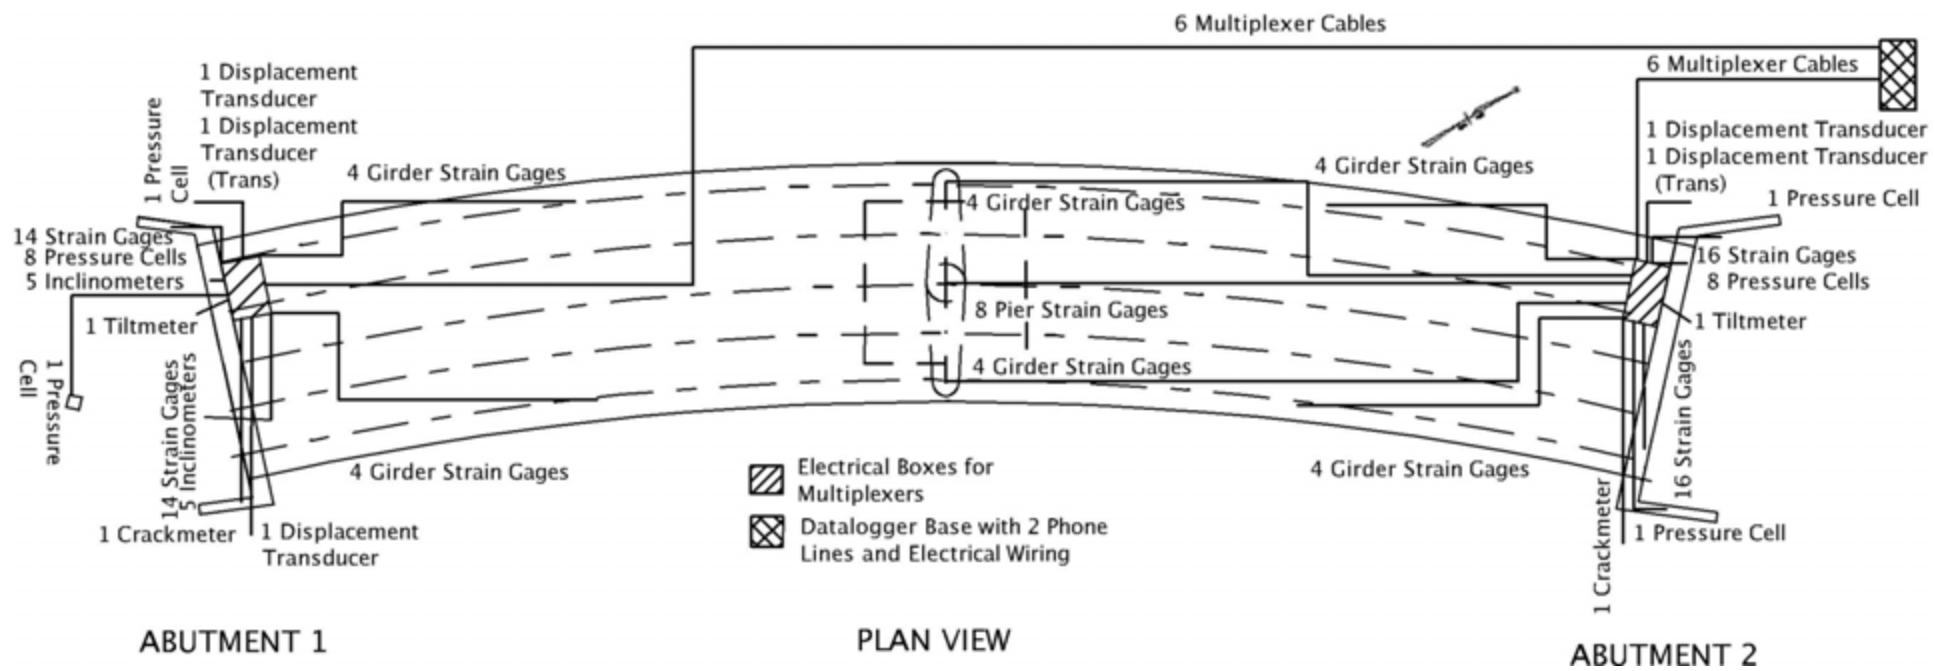 6 Multiplexer Cables
6 Multiplexer Cables
1 Displacement
Transducer
1 Displacement
Transducer
(Trans)
1 Pressure
Cell
4 Girder Strain Gages
4 Girder Strain Gages
1 Displacement Transducer
1 Displacement Transducer
(Trans)
1 Pressure Cell
4 Girder Strain Gages
14 Strain Gages
8 Pressure Cells
5 Inclinometers
16 Strain Gages
8 Pressure Cells
1 Tiltmeter
8 Pier Strain Gages
1 Tiltmeter
1 Pressure
Cell
14 Strain Gages
5 Inclinometers
4 Girder Strain Gages
16 Strain Gages
4 Girder Strain Gages
4 Girder Strain Gages
Electrical Boxes for
Multiplexers
Datalogger Base with 2 Phone
Lines and Electrical Wiring
1 Crackmeter
1 Displacement
Transducer
1 Crackmeter
1 Pressure Cell
ABUTMENT 1
PLAN VIEW
ABUTMENT 2